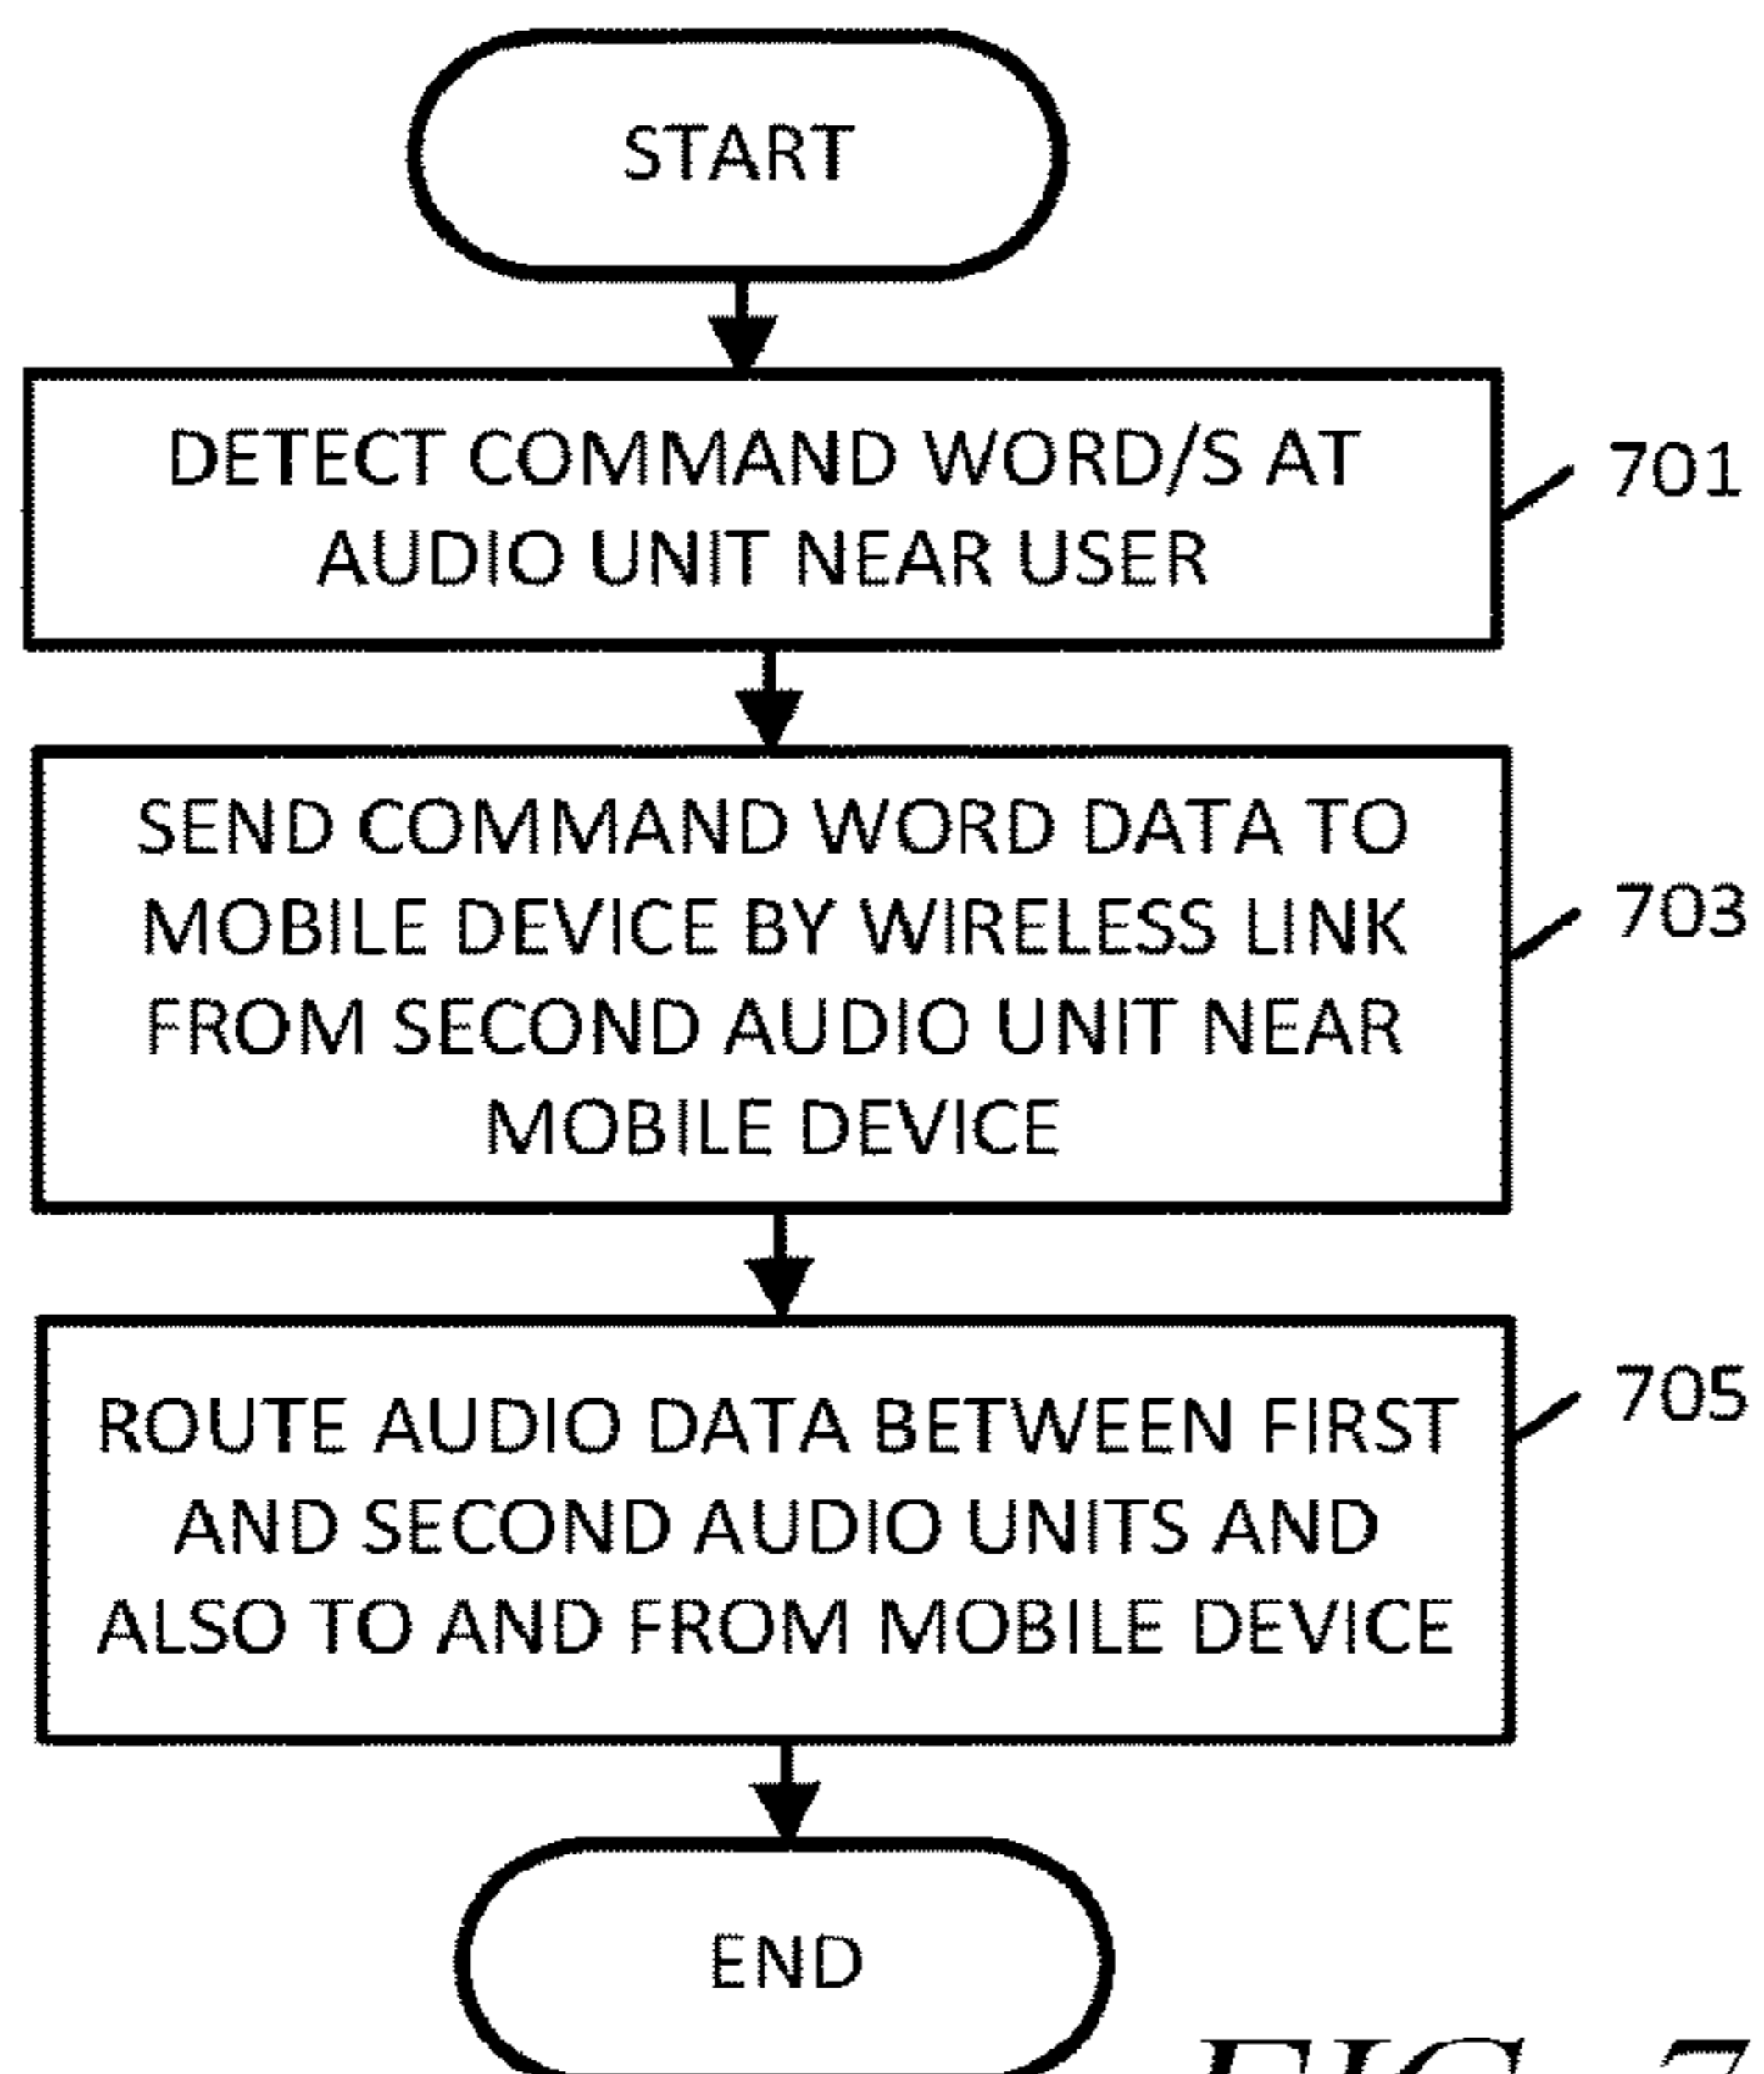 START
DETECT COMMAND WORD/S AT
AUDIO UNIT NEAR USER
701
SEND COMMAND WORD DATA TO
MOBILE DEVICE BY WIRELESS LINK
FROM SECOND AUDIO UNIT NEAR
MOBILE DEVICE
703
ROUTE AUDIO DATA BETWEEN FIRST
AND SECOND AUDIO UNITS AND
ALSO TO AND FROM MOBILE DEVICE
705
END